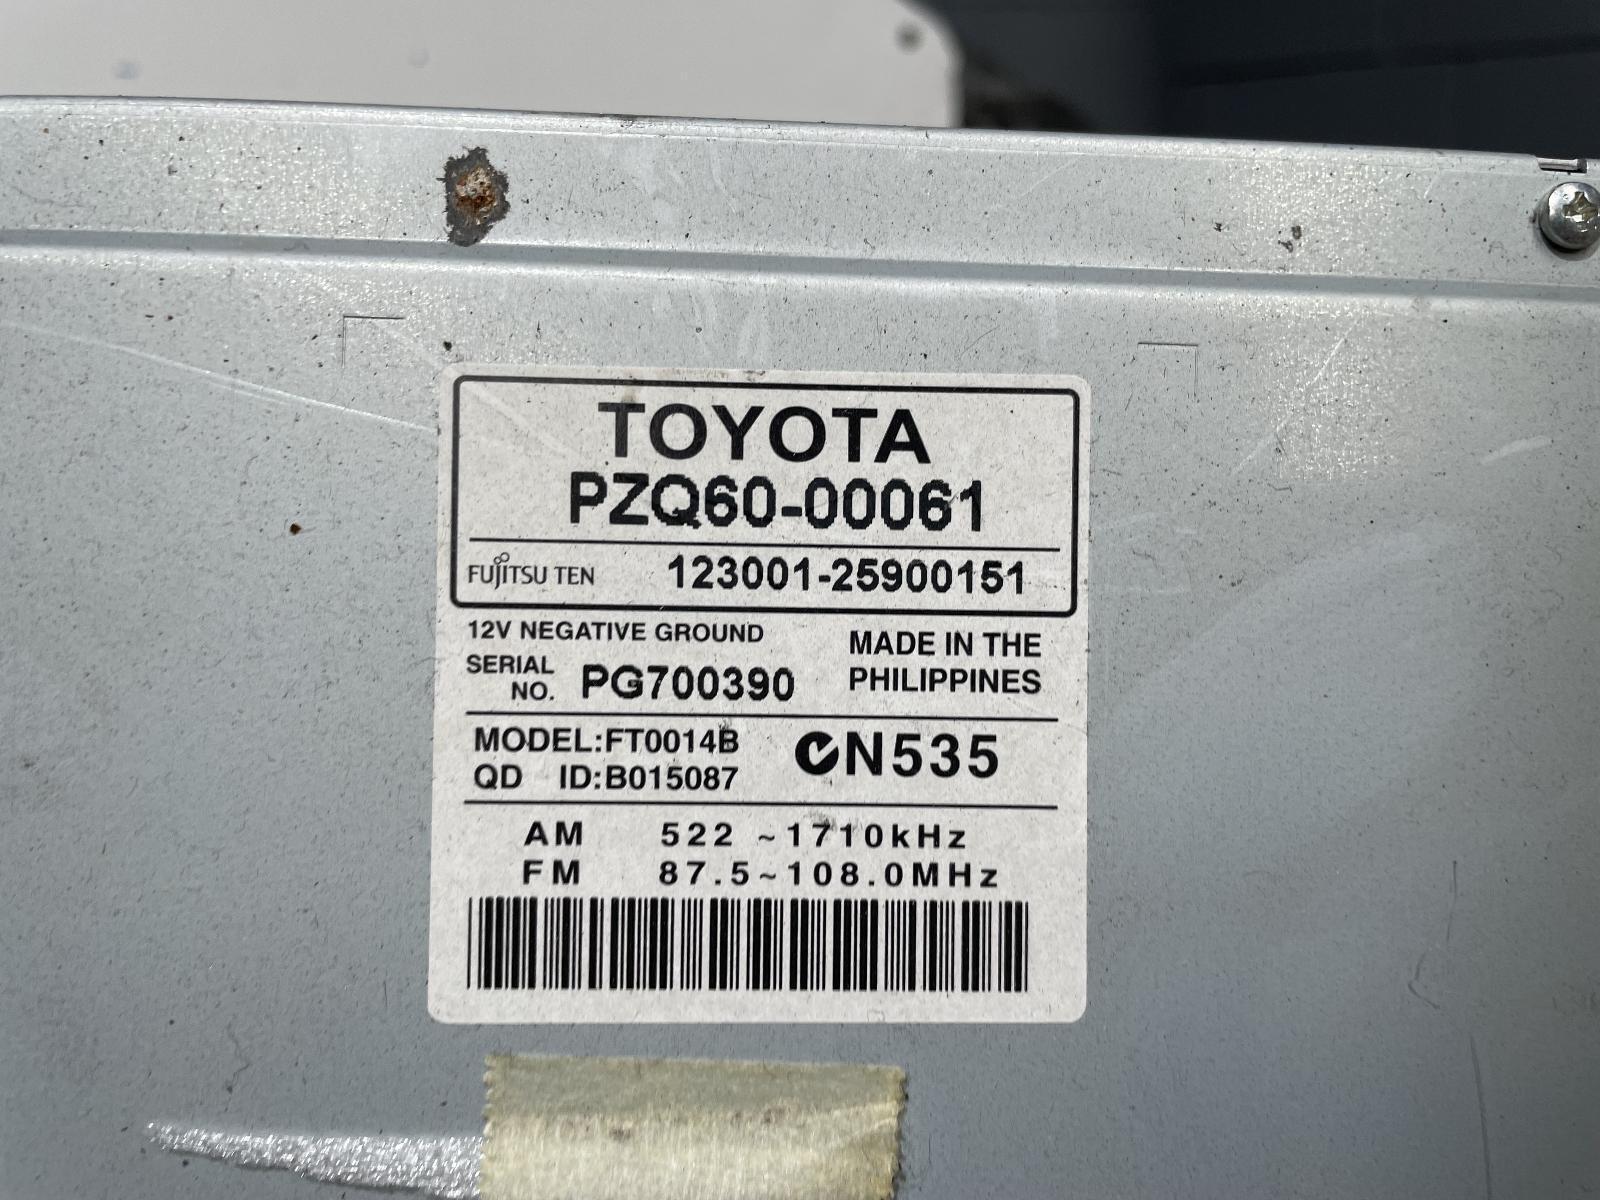 TOYOTA
PZQ60-00061
FUJITSU TEN 123001-25900151
12V NEGATIVE GROUND
SERIAL NO. PG700390
MADE IN THE
PHILIPPINES
MODEL:FT0014B
QD ID:B015087
N535
AM 522 ~1710kHz
FM 87.5~108.0MHz